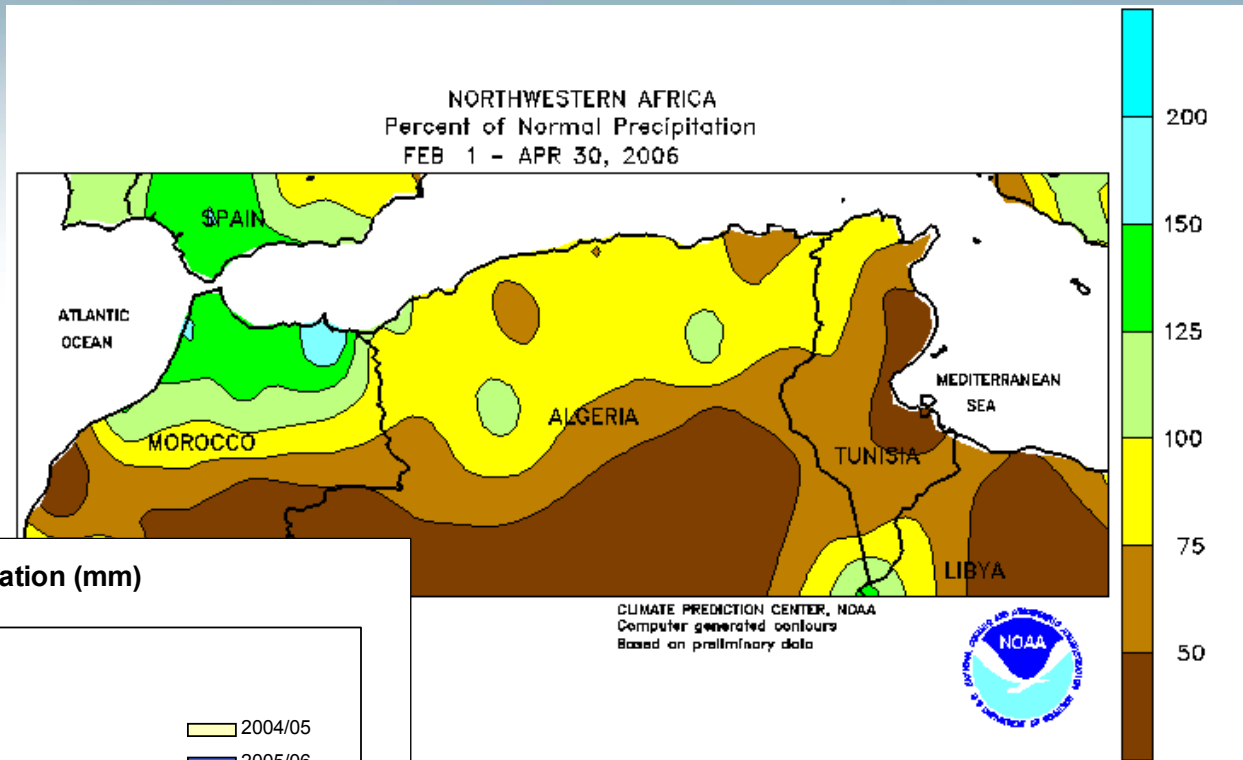 NORTHWESTERN AFRICA
Percent of Normal Precipitation
FEB 1 - APR 30, 2006
200
150
125
100
75
50
SPAIN
ATLANTIC
OCEAN
MEDITERRANEAN
SEA
ALGERIA
MOROCCO
TUNISIA
LIBYA
ation (mm)
CLIMATE PREDICTION CENTER, NOAA
Computer generated contours
Based on preliminary data
NOAA
2004/05
2005/06